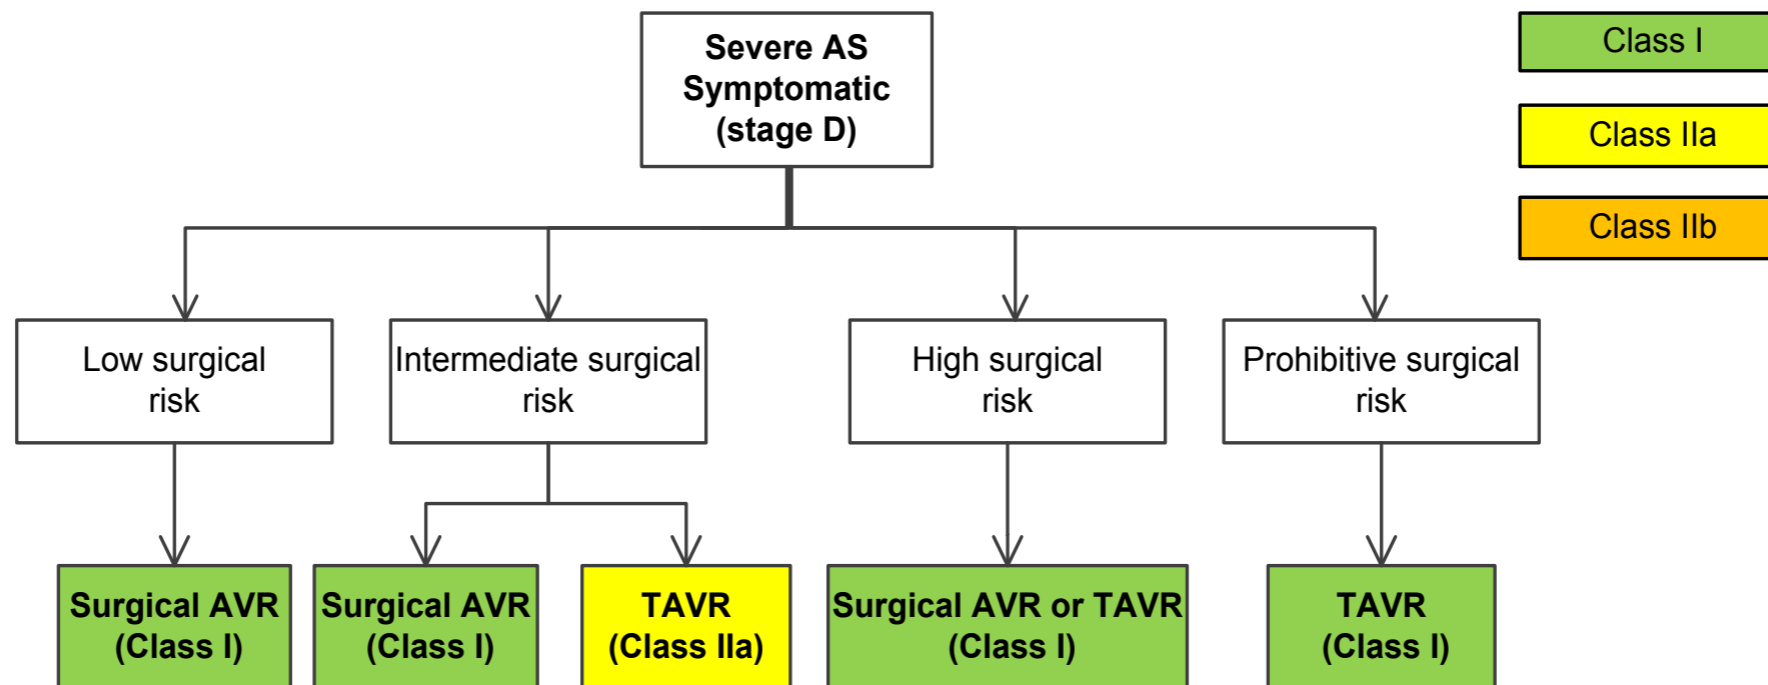 Severe AS
Symptomatic
(stage D)
Class I
Class IIa
Class IIb
Low surgical
risk
Intermediate surgical
risk
High surgical
risk
Prohibitive surgical
risk
Surgical AVR
(Class I)
Surgical AVR
(Class I)
TAVR
(Class IIa)
Surgical AVR or TAVR
(Class I)
TAVR
(Class I)